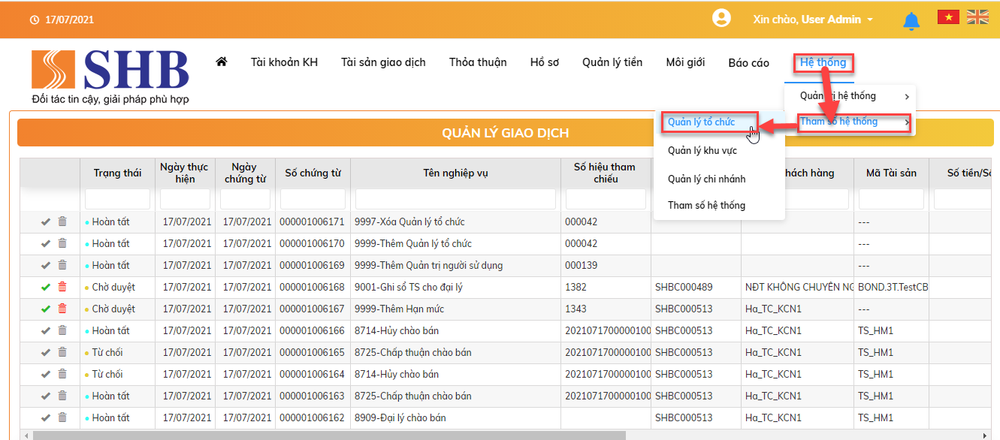 17/07/2021
Xin chào, User Admin
SHB
Đối tác tin cậy, giải pháp phù hợp
Tài khoản KH Tài sản giao dịch Thỏa thuận Hồ sơ Quản lý tiền Môi giới Báo cáo Hệ thống
Quản trị hệ thống
Tham số hệ thống
Quản lý tổ chức
Quản lý khu vực
Quản lý chi nhánh
Tham số hệ thống
QUẢN LÝ GIAO DỊCH
Trạng thái Ngày thực hiện Ngày chứng từ Số chứng từ Tên nghiệp vụ Số hiệu tham chiếu hách hàng Mã Tài sản Số tiền/Số
Hoàn tất 17/07/2021 17/07/2021 000001006171 9997-Xóa Quản lý tổ chức 000042 ---
Hoàn tất 17/07/2021 17/07/2021 000001006170 9999-Thêm Quản lý tổ chức 000042 ---
Hoàn tất 17/07/2021 17/07/2021 000001006169 9999-Thêm Quản trị người sử dụng 000139 ---
Chờ duyệt 17/07/2021 17/07/2021 000001006168 9001-Ghi sổ TS cho đại lý 1382 SHBC000489 NĐT KHÔNG CHUYÊN NG BOND.3T.TestCB
Chờ duyệt 17/07/2021 17/07/2021 000001006167 9999-Thêm Hạn mức 1343 SHBC000513 Ha_TC_KCN1 ---
Hoàn tất 17/07/2021 17/07/2021 000001006166 8714-Hủy chào bán 2021071700000100 SHBC000513 Ha_TC_KCN1 TS_HM1
Từ chối 17/07/2021 17/07/2021 000001006165 8725-Chấp thuận chào bán 2021071700000100 SHBC000513 Ha_TC_KCN1 TS_HM1
Từ chối 17/07/2021 17/07/2021 000001006164 8714-Hủy chào bán 2021071700000100 SHBC000513 Ha_TC_KCN1 TS_HM1
Hoàn tất 17/07/2021 17/07/2021 000001006163 8725-Chấp thuận chào bán 2021071700000100 SHBC000513 Ha_TC_KCN1 TS_HM1
Hoàn tất 17/07/2021 17/07/2021 000001006162 8909-Đại lý chào bán SHBC000513 Ha_TC_KCN1 TS_HM1